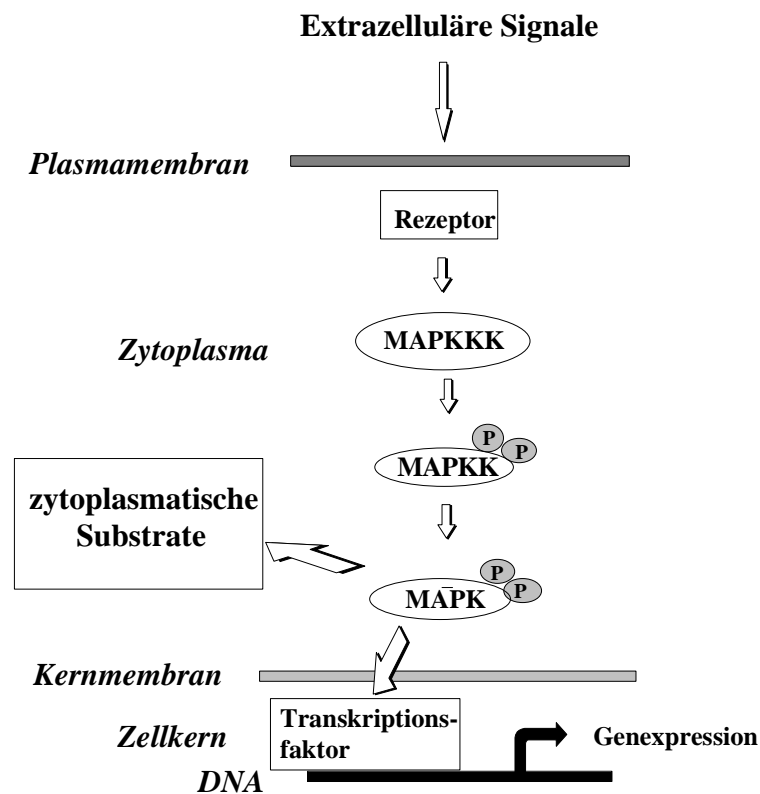 Extrazelluläre Signale
Plasmamembran
Rezeptor
Zytoplasma
MAPKKK
P
P
MAPKK
zytoplasmatische
Substrate
P
P
MAPK
Kernmembran
Transkriptions-
faktor
Zellkern
Genexpression
DNA